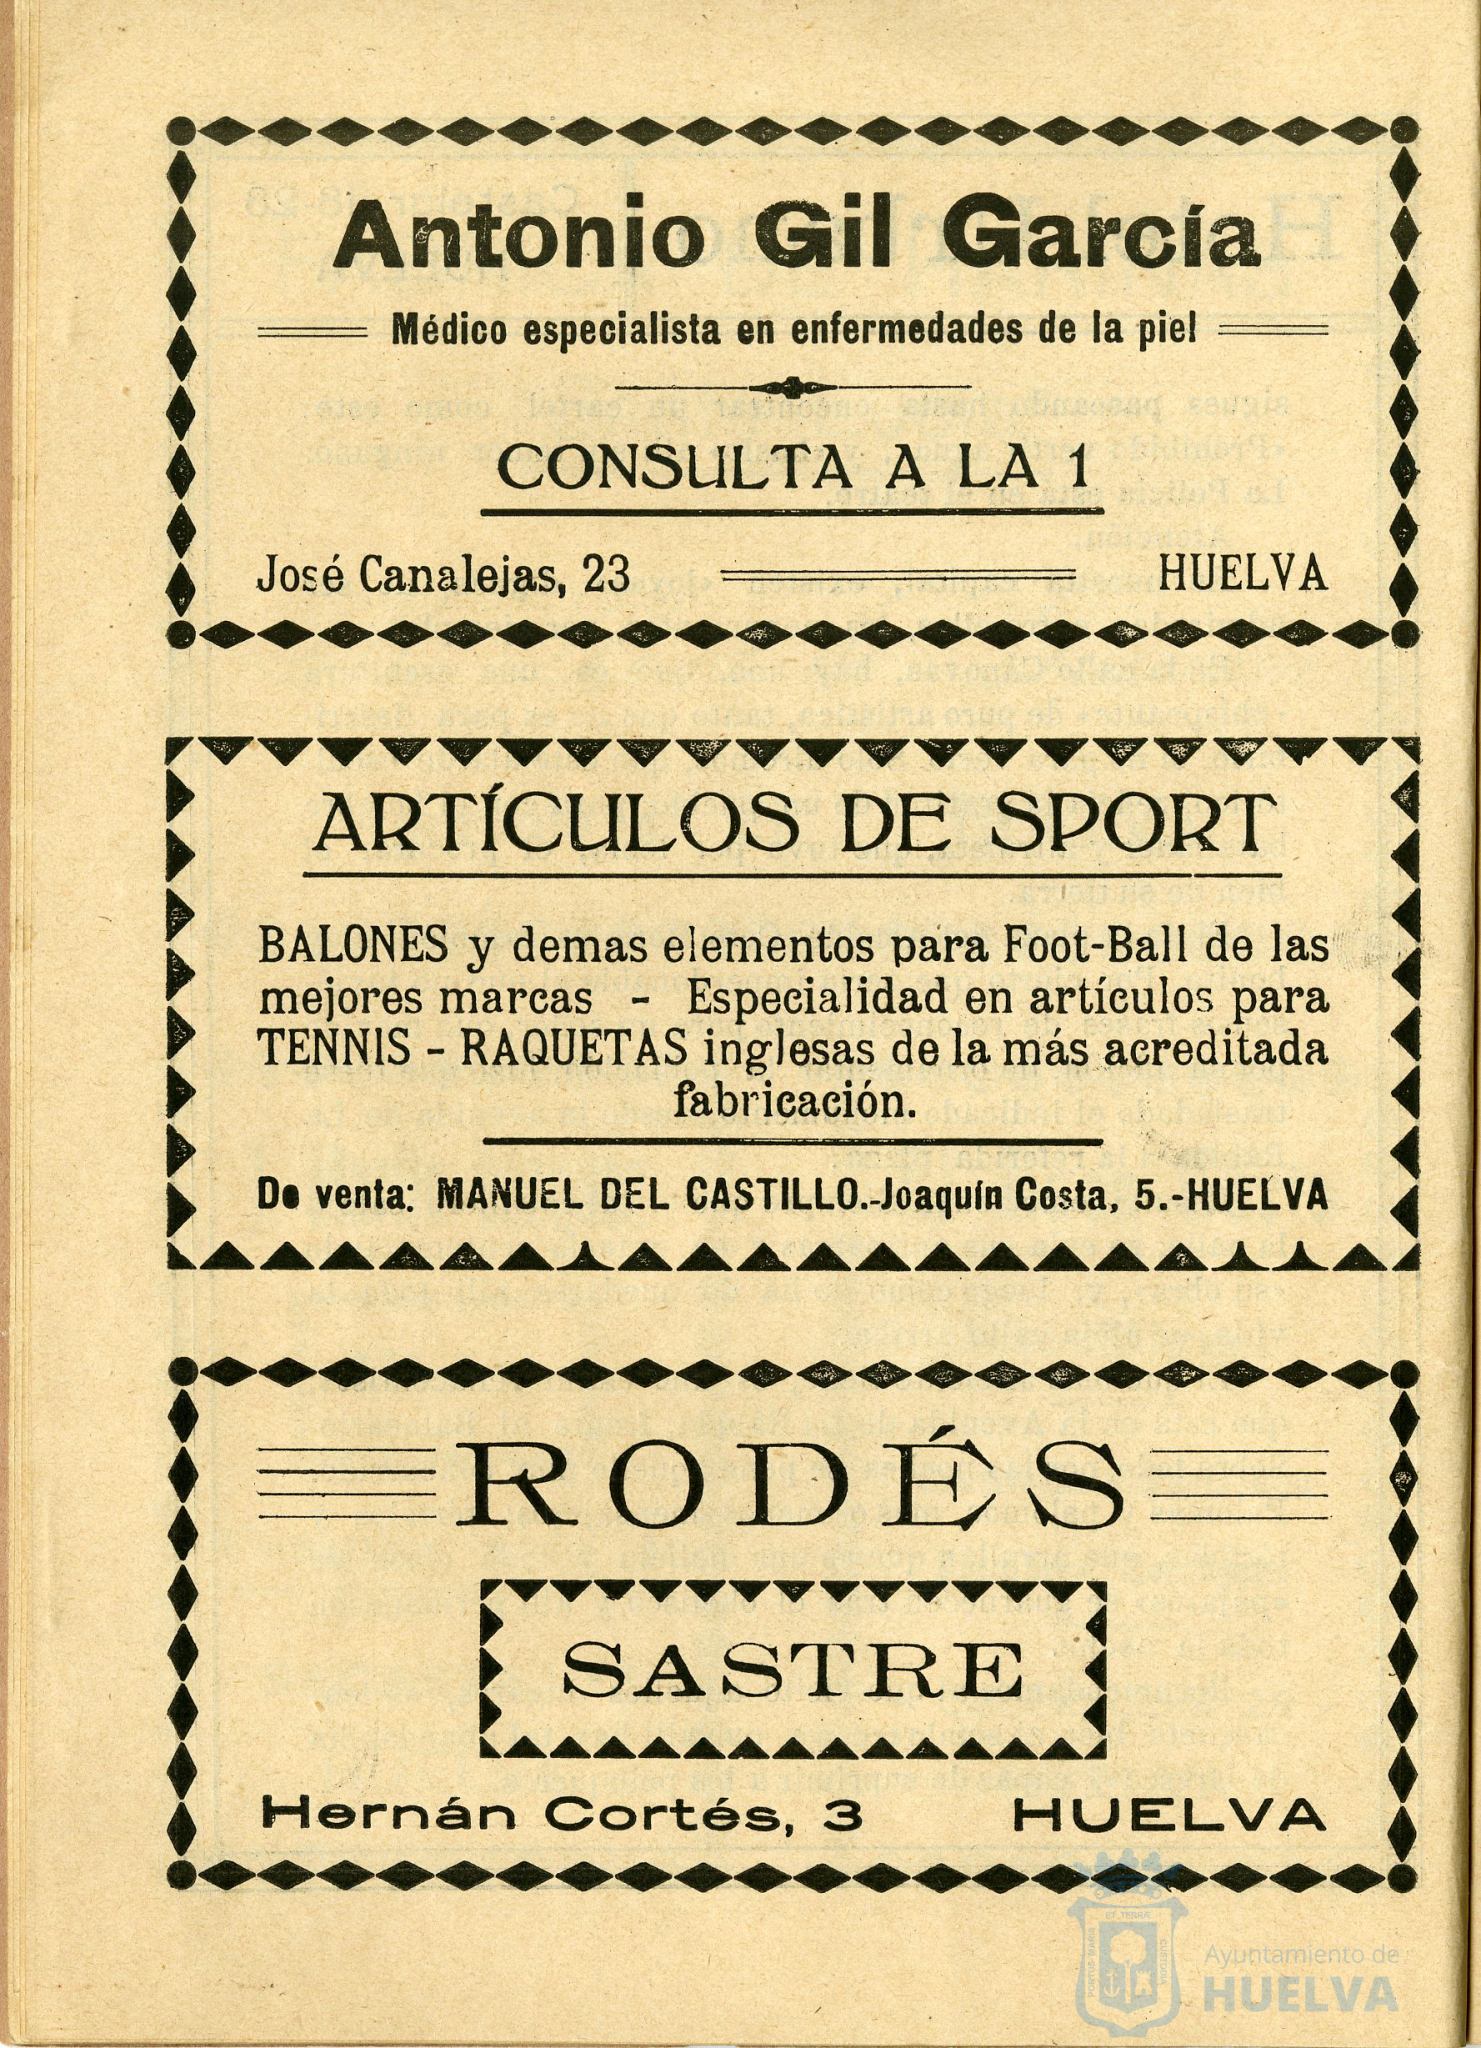 Antonio Gil García
Médico especialista en enfermedades de la piel
CONSULTA A LA 1
José Canalejas, 23 HUELVA
ARTÍCULOS DE SPORT
BALONES y demas elementos para Foot-Ball de las
mejores marcas - Especialidad en artículos para
TENNIS - RAQUETAS inglesas de la más acreditada
fabricación.
De venta: MANUEL DEL CASTILLO.-Joaquín Costa, 5.-HUELVA
RODÉS
SASTRE
Hernán Cortés, 3 HUELVA
Ayuntamiento de
HUELVA